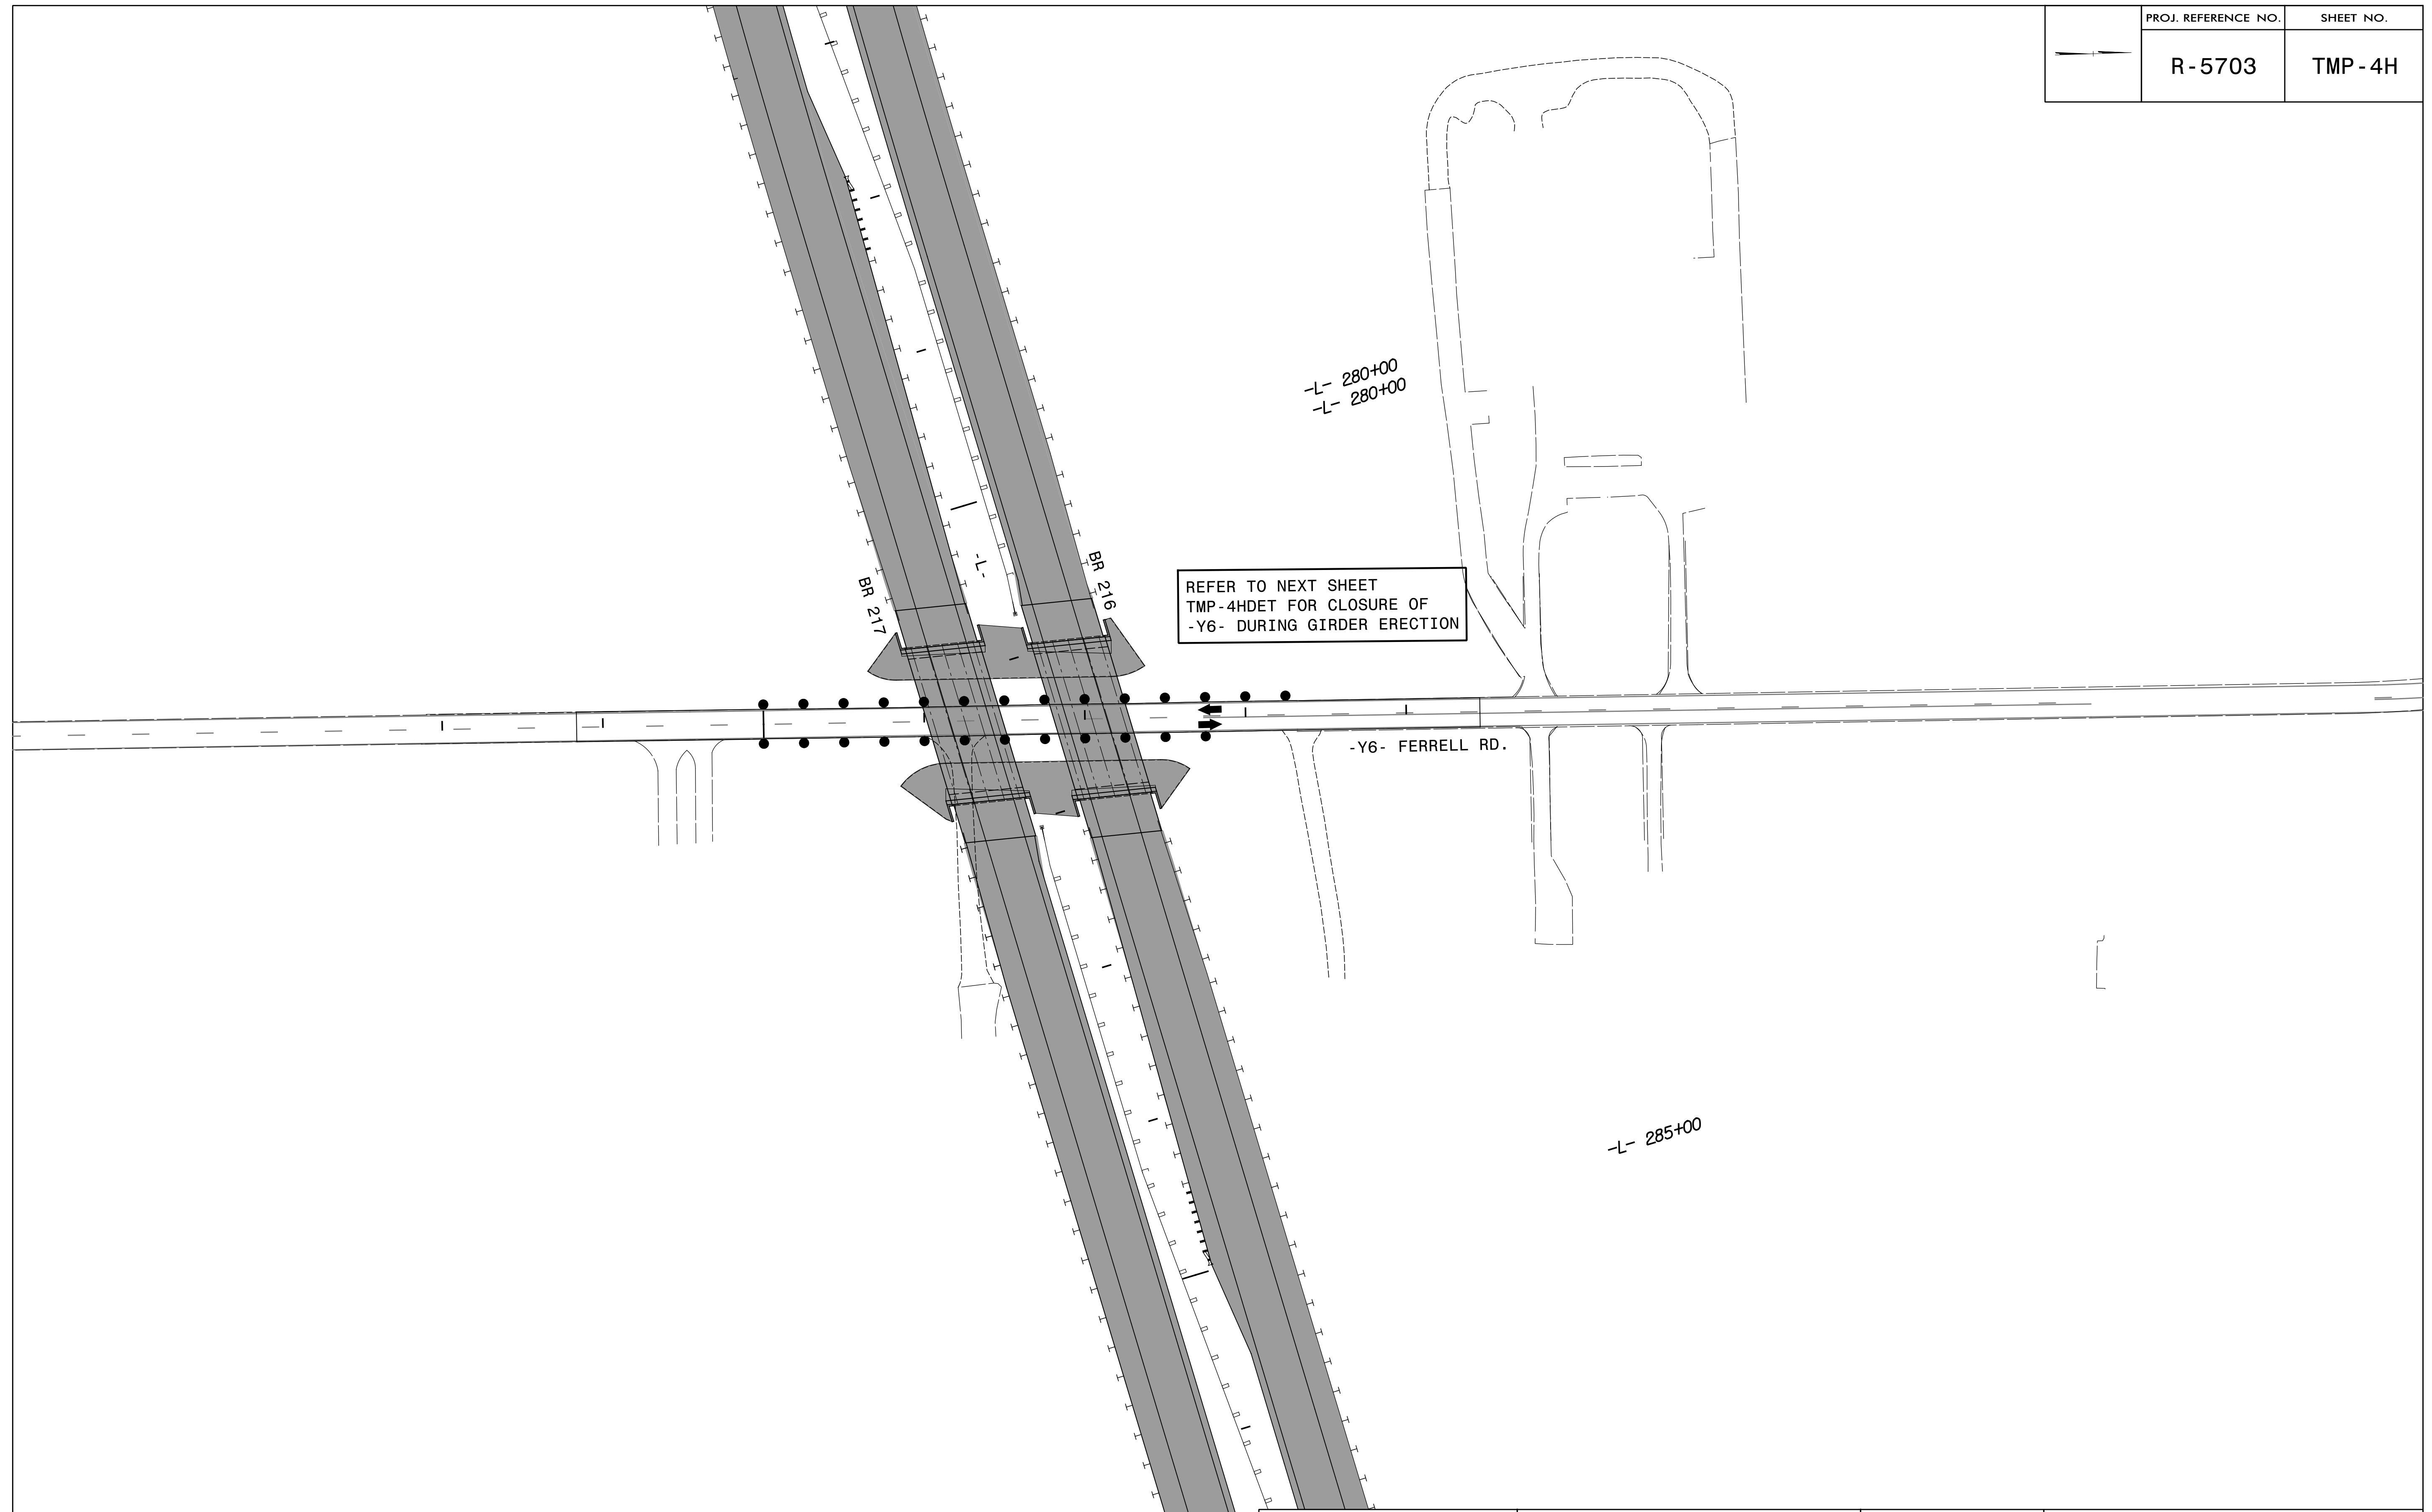 PROJ. REFERENCE NO.
SHEET NO.
R-5703
TMP-4H
-L- 280+00
-L- 280+00
-L-
BR 216
BR 217
REFER TO NEXT SHEET
TMP-4HDET FOR CLOSURE OF
-Y6- DURING GIRDER ERECTION
-Y6- FERRELL RD.
-L- 285+00